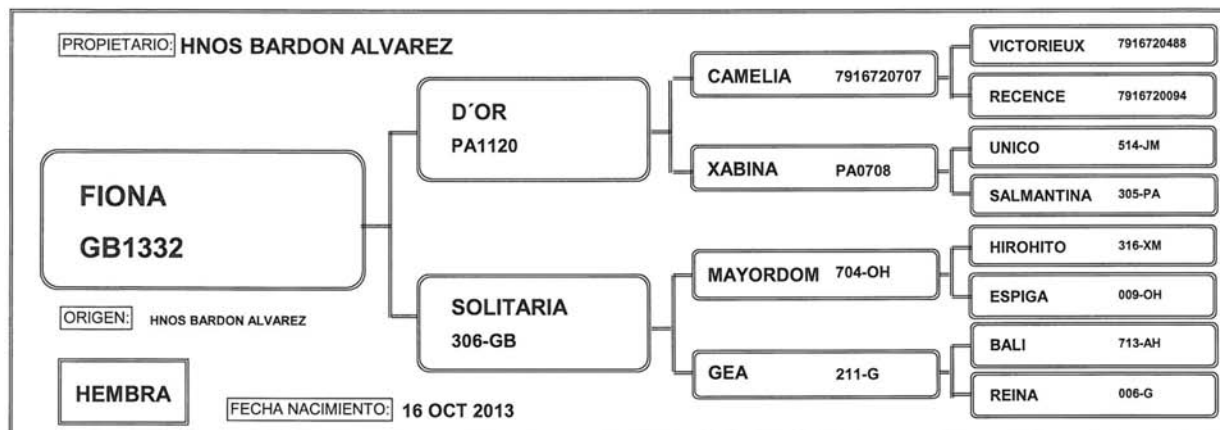 PROPIETARIO: HNOS BARDON ALVAREZ
FIONA
GB1332
ORIGEN: HNOS BARDON ALVAREZ
HEMBRA
FECHA NACIMIENTO: 16 OCT 2013
D´OR
PA1120
SOLITARIA
306-GB
CAMELIA 7916720707
XABINA PA0708
MAYORDOM 704-OH
GEA 211-G
VICTORIEUX 7916720488
RECENCE 7916720094
UNICO 514-JM
SALMANTINA 305-PA
HIROHITO 316-XM
ESPIGA 009-OH
BALI 713-AH
REINA 006-G